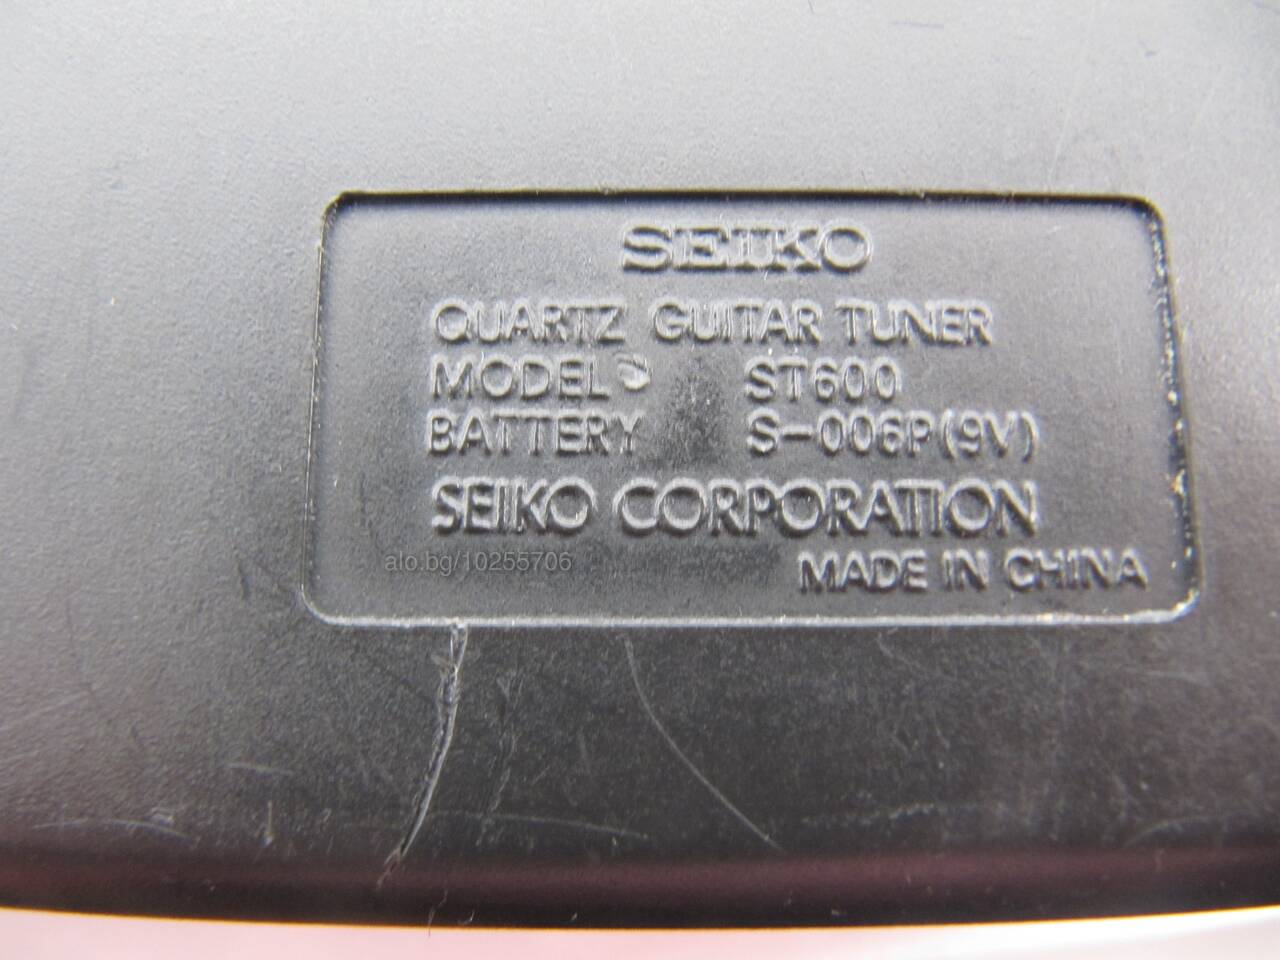 SEIKO
QUARTZ GUITAR TUNER
MODEL ST600
BATTERY S-006P(9V)
SEIKO CORPORATION
alo.bg/10255706
MADE IN CHINA